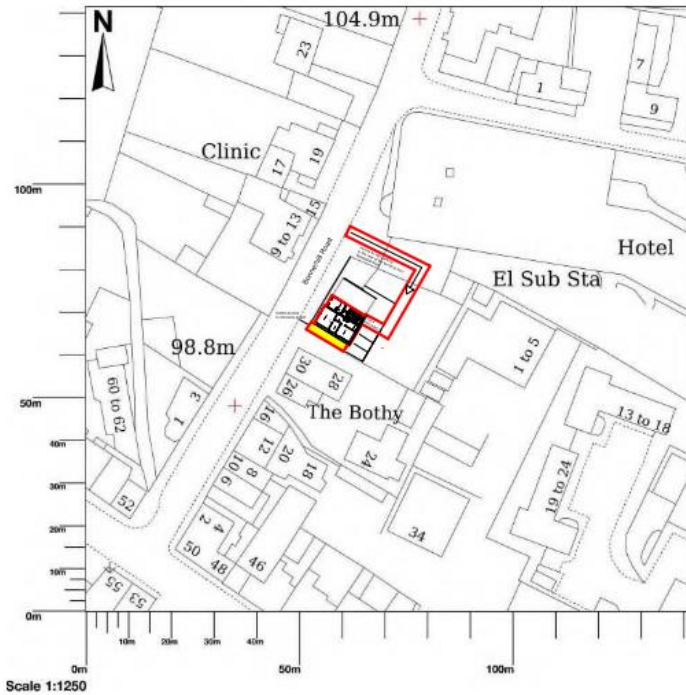 N
104.9m
23
7
1
9
Clinic
17
19
15
9 to 13
100m
Bonnerhill Road
Hotel
El Sub Sta
98.8m
60 to 62
3
1
1 to 5
30
26
28
The Bothy
13 to 18
50m
16
12
20
10
8
6
18
24
19 to 24
40m
52
2
4
34
30m
50
48
46
20m
10m
55
53
0m
10m
20m
30m
40m
0m
50m
100m
Scale 1:1250